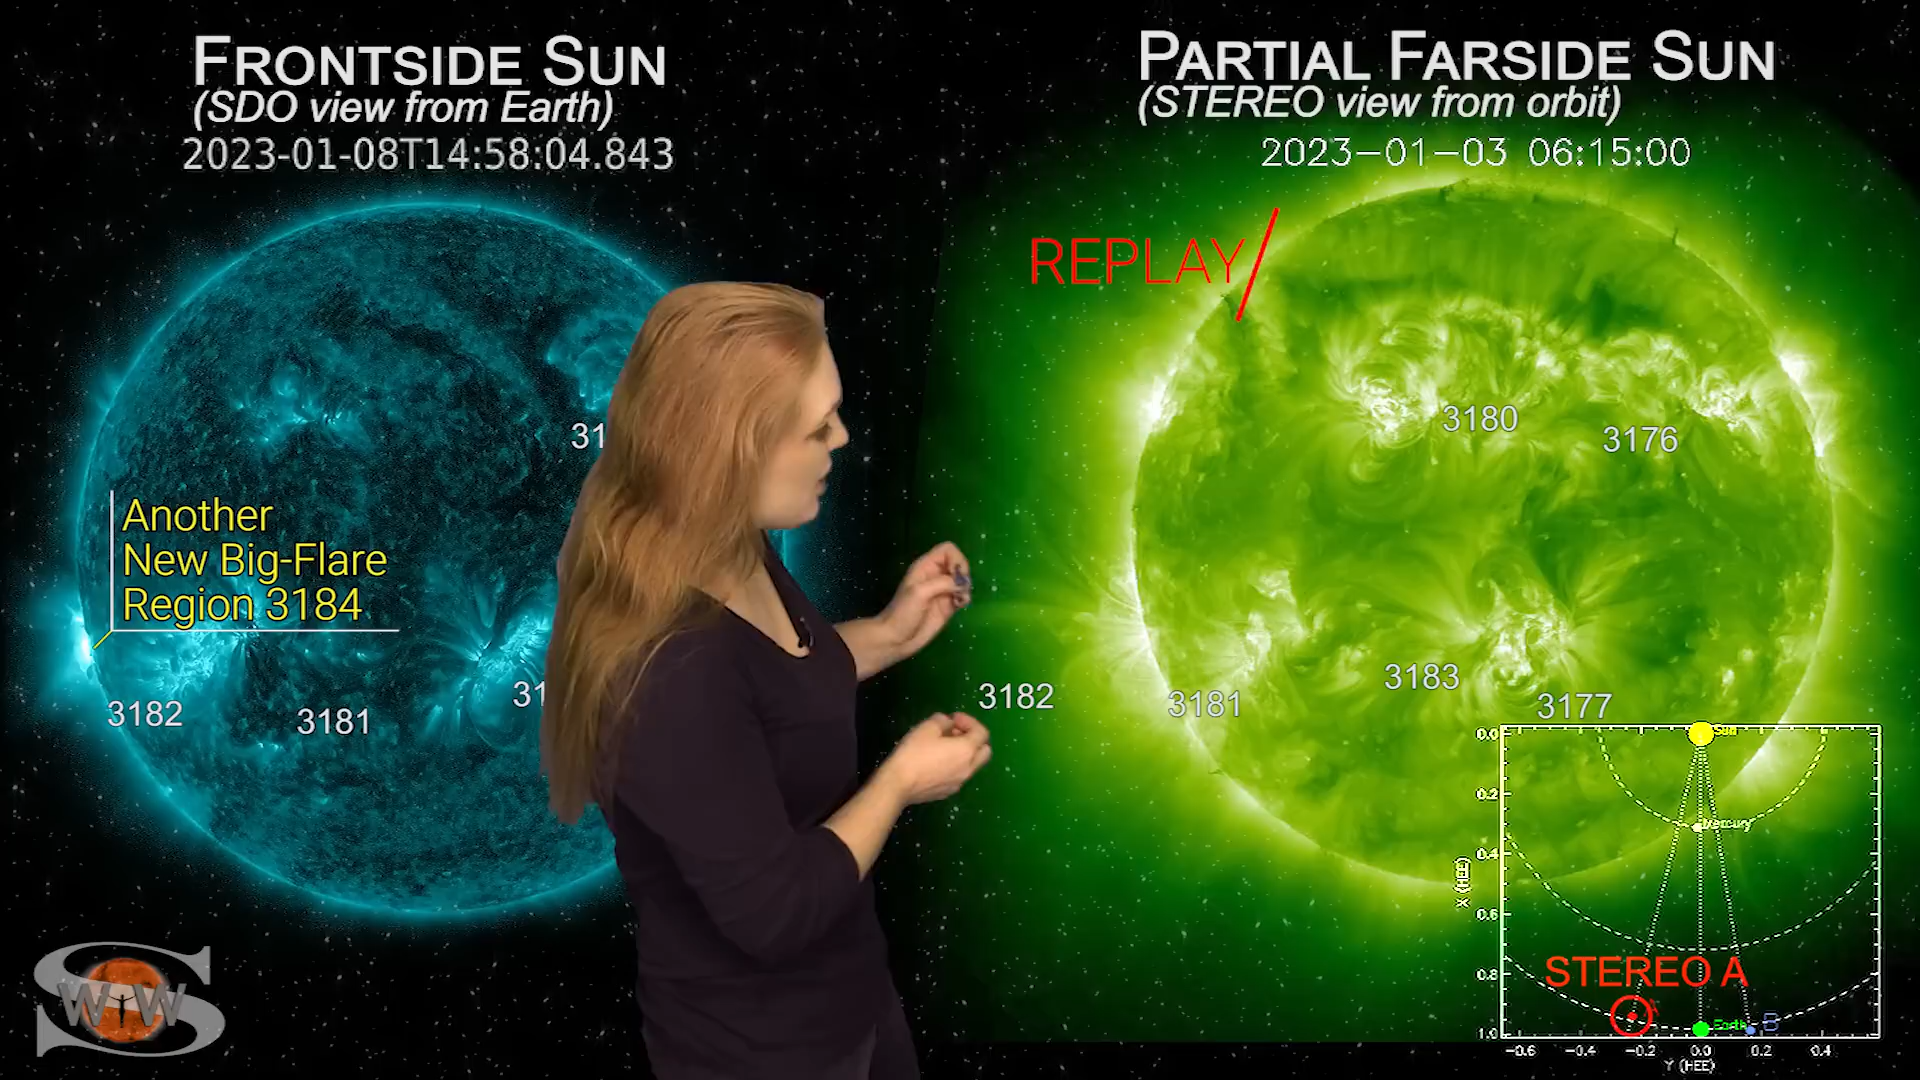 FRONTSIDE SUN
(SDO view from Earth)
2023-01-08T14:58:04.843
PARTIAL FARSIDE SUN
(STEREO view from orbit)
2023-01-03 06:15:00
REPLAY
3180
3176
31
Another
New Big-Flare
Region 3184
3182
3181
31
3182
3181
3183
3177
0.0
Sun
0.2
Mercury
0.4
X (HEE)
0.6
0.8
STEREO A
A
1.0
Earth
B
-0.6 -0.4 -0.2 0.0 0.2 0.4
Y (HEE)
S
WW